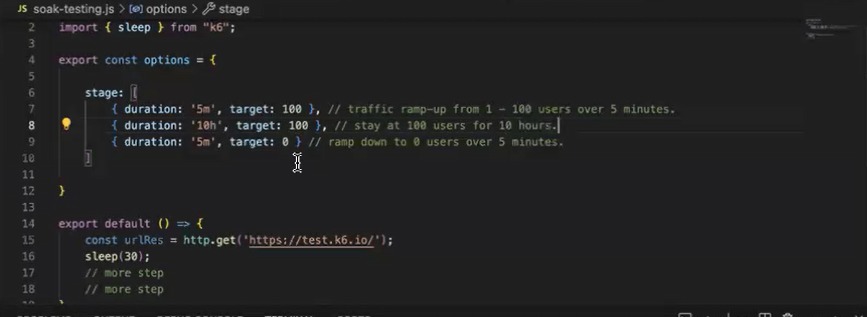 soak-testing.js > options > stage
2 import { sleep } from "k6";
3
4 export const options = {
5
6 stage: [
7 { duration: '5m', target: 100 }, // traffic ramp-up from 1 - 100 users over 5 minutes.
8 { duration: '10h', target: 100 }, // stay at 100 users for 10 hours.
9 { duration: '5m', target: 0 } // ramp down to 0 users over 5 minutes.
10 ]
11
12 }
13
14 export default () => {
15 const urlRes = http.get('https://test.k6.io/');
16 sleep(30);
17 // more step
18 // more step